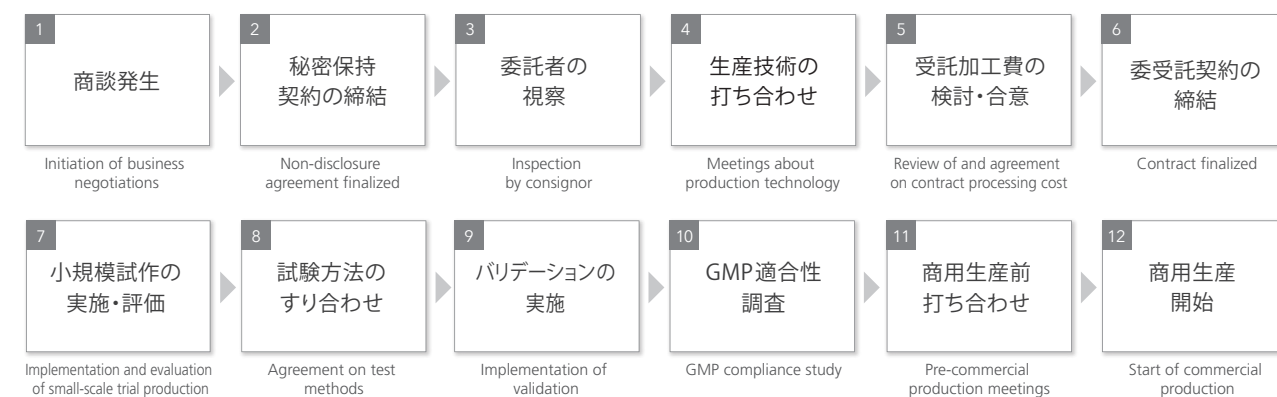 1
商談発生
Initiation of business
negotiations
2
秘密保持
契約の締結
Non-disclosure
agreement finalized
3
委託者の
視察
Inspection
by consignor
4
生産技術の
打ち合わせ
Meetings about
production technology
5
受託加工費の
検討・合意
Review of and agreement
on contract processing cost
6
委受託契約の
締結
Contract finalized
7
小規模試作の
実施・評価
Implementation and evaluation
of small-scale trial production
8
試験方法の
すり合わせ
Agreement on test
methods
9
バリデーションの
実施
Implementation of
validation
10
GMP適合性
調査
GMP compliance study
11
商用生産前
打ち合わせ
Pre-commercial
production meetings
12
商用生産
開始
Start of commercial
production